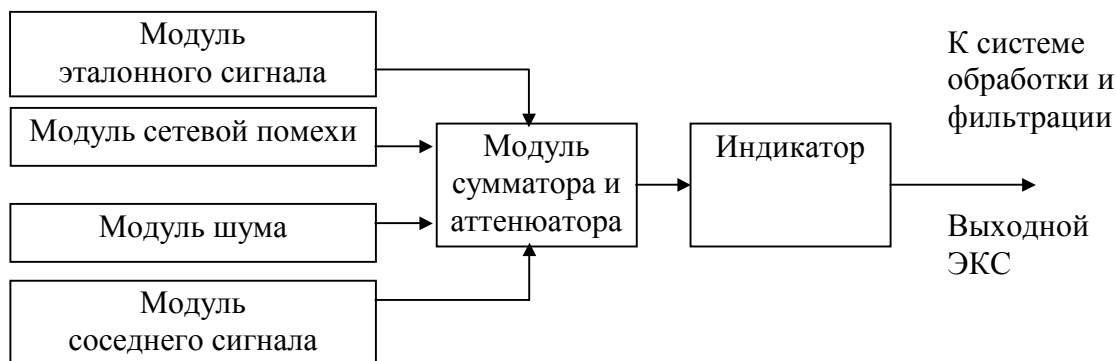 Модуль
эталонного сигнала
Модуль сетевой помехи
Модуль шума
Модуль
соседнего сигнала
Модуль
сумматора и
аттенюатора
Индикатор
К системе
обработки и
фильтрации
Выходной
ЭКС